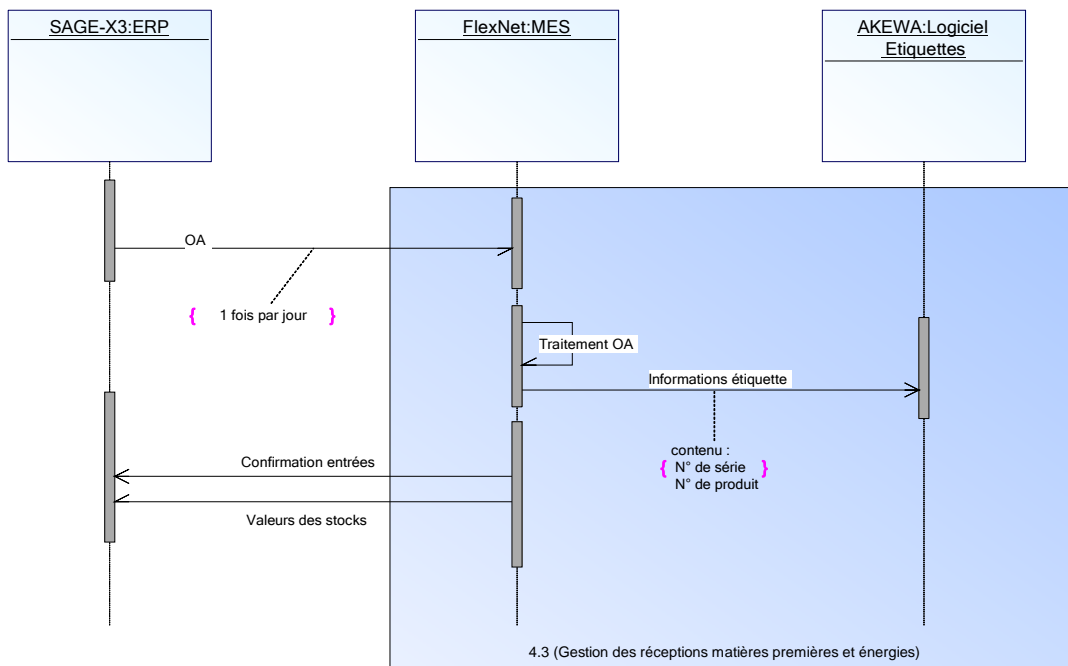 SAGE-X3:ERP
FlexNet:MES
AKEWA:Logiciel
Etiquettes
OA
{ 1 fois par jour }
Traitement OA
Informations étiquette
contenu :
{ N° de série }
N° de produit
Confirmation entrées
Valeurs des stocks
4.3 (Gestion des réceptions matières premières et énergies)